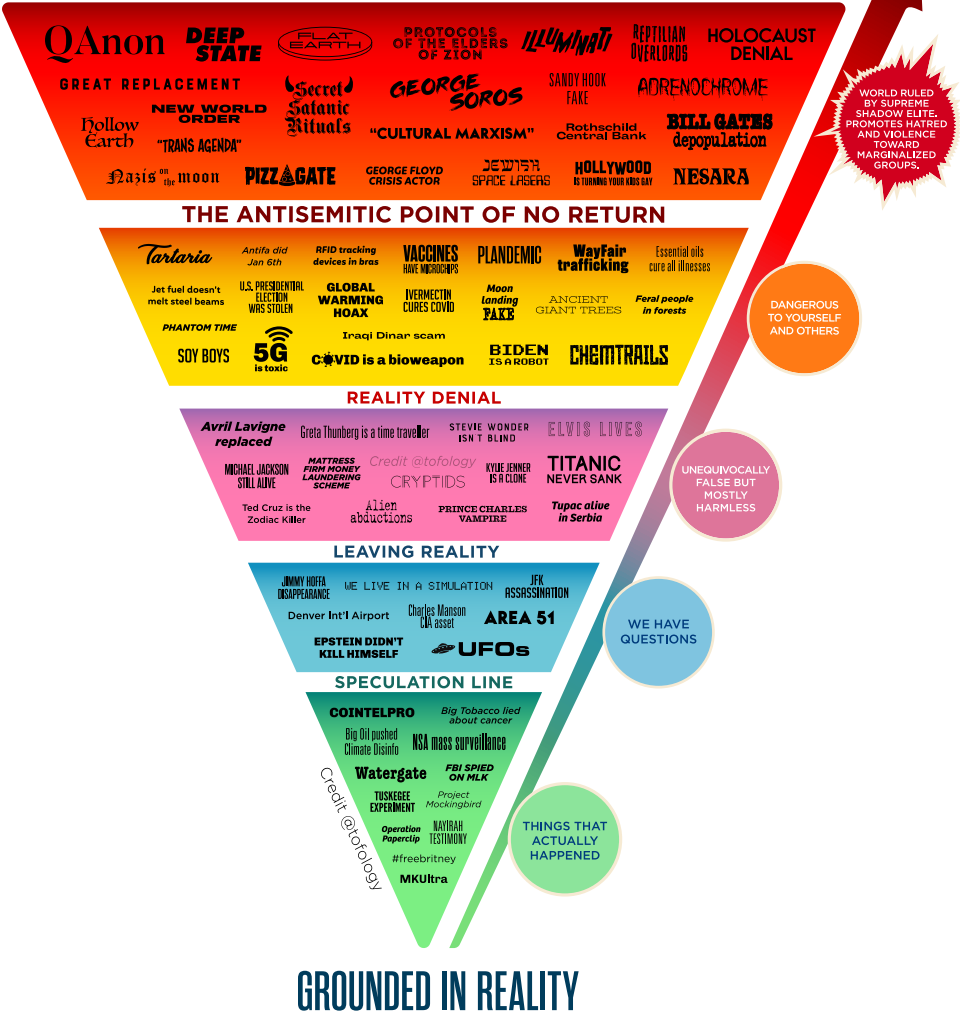 QAnon
DEEP
STATE
FLAT
EARTH
PROTOCOLS
OF THE ELDERS
OF ZION
ILLUMINATI
REPTILIAN
OVERLORDS
HOLOCAUST
DENIAL
GREAT REPLACEMENT
Secret
Satanic
Rituals
GEORGE
SOROS
SANDY HOOK
FAKE
ADRENOCHROME
NEW WORLD
ORDER
Hollow
Earth
"TRANS AGENDA"
"CULTURAL MARXISM"
Rothschild
Central Bank
BILL GATES
depopulation
Nazis on the moon
PIZZAGATE
GEORGE FLOYD
CRISIS ACTOR
JEWISH
SPACE LASERS
HOLLYWOOD
IS TURNING YOUR KIDS GAY
NESARA
WORLD RULED
BY SUPREME
SHADOW ELITE.
PROMOTES HATRED
AND VIOLENCE
TOWARD
MARGINALIZED
GROUPS.
THE ANTISEMITIC POINT OF NO RETURN
Tartaria
Antifa did
Jan 6th
RFID tracking
devices in bras
VACCINES
HAVE MICROCHIPS
PLANDEMIC
WayFair
trafficking
Essential oils
cure all illnesses
Jet fuel doesn't
melt steel beams
U.S. PRESIDENTIAL
ELECTION
WAS STOLEN
GLOBAL
WARMING
HOAX
IVERMECTIN
CURES COVID
Moon
landing
FAKE
ANCIENT
GIANT TREES
Feral people
in forests
PHANTOM TIME
SOY BOYS
5G
is toxic
Iraqi Dinar scam
COVID is a bioweapon
BIDEN
IS A ROBOT
CHEMTRAILS
DANGEROUS
TO YOURSELF
AND OTHERS
REALITY DENIAL
Avril Lavigne
replaced
Greta Thunberg is a time traveller
STEVIE WONDER
ISN T BLIND
ELVIS LIVES
MICHAEL JACKSON
STILL ALIVE
MATTRESS
FIRM MONEY
LAUNDERING
SCHEME
Credit @tofology
CRYPTIDS
KYLIE JENNER
IS A CLONE
TITANIC
NEVER SANK
Ted Cruz is the
Zodiac Killer
Alien
abductions
PRINCE CHARLES
VAMPIRE
Tupac alive
in Serbia
UNEQUIVOCALLY
FALSE BUT
MOSTLY
HARMLESS
LEAVING REALITY
JIMMY HOFFA
DISAPPEARANCE
WE LIVE IN A SIMULATION
JFK
ASSASSINATION
Denver Int'l Airport
Charles Manson
CIA asset
AREA 51
EPSTEIN DIDN'T
KILL HIMSELF
UFOs
WE HAVE
QUESTIONS
SPECULATION LINE
COINTELPRO
Big Tobacco lied
about cancer
Big Oil pushed
Climate Disinfo
NSA mass surveillance
Watergate
FBI SPIED
ON MLK
TUSKEGEE
EXPERIMENT
Project
Mockingbird
Operation
Paperclip
NAYIRAH
TESTIMONY
#freebritney
MKUltra
Credit @tofology
THINGS THAT
ACTUALLY
HAPPENED
GROUNDED IN REALITY